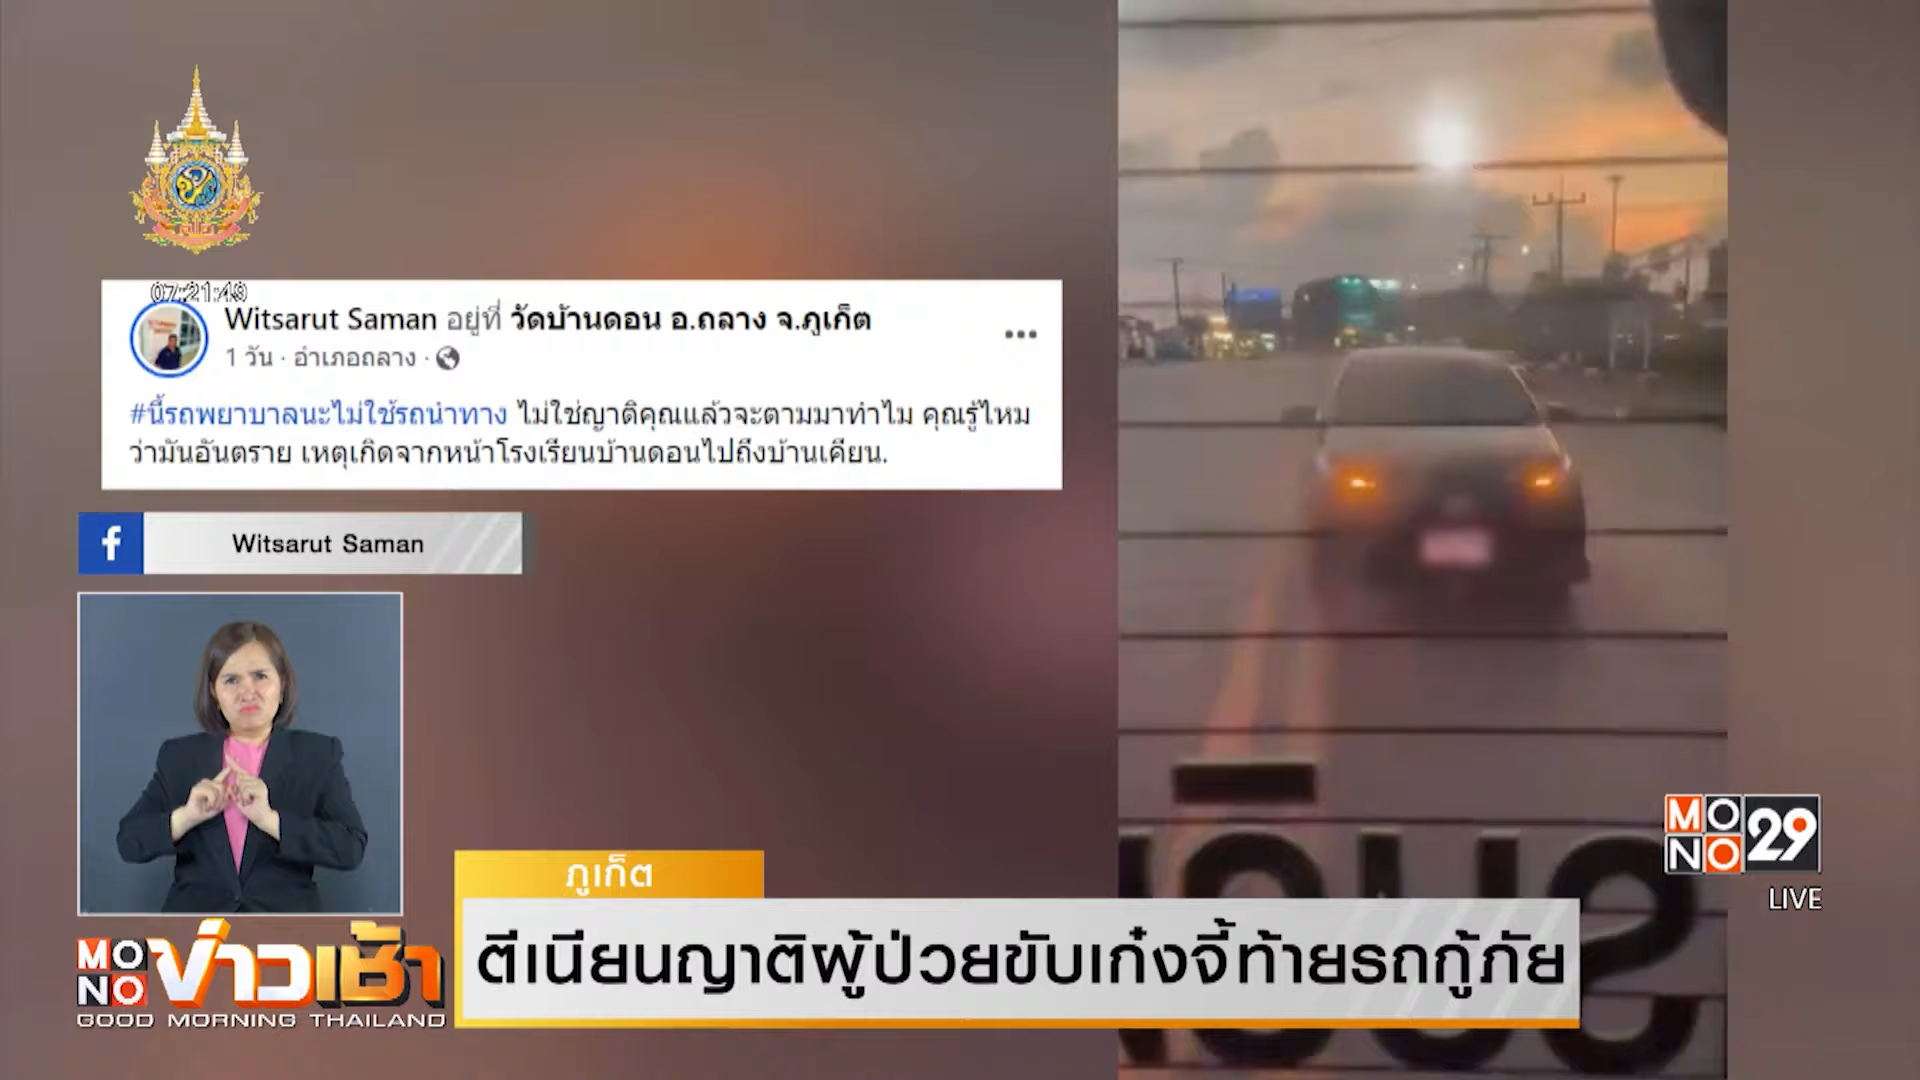 07:21:49
Witsarut Saman อยู่ที่ วัดบ้านดอน อ.ถลาง จ.ภูเก็ต
1 วัน · อำเภอถลาง ·
#นี้รถพยาบาลนะไม่ใช้รถนำทาง ไม่ใช่ญาติคุณแล้วจะตามมาทำไม คุณรู้ไหม
ว่ามันอันตราย เหตุเกิดจากหน้าโรงเรียนบ้านดอนไปถึงบ้านเคียน.
f Witsarut Saman
MONO 29
LIVE
ภูเก็ต
ตีเนียนญาติผู้ป่วยขับเก๋งจี้ท้ายรถกู้ภัย
MONO ข่าวเช้า
GOOD MORNING THAILAND